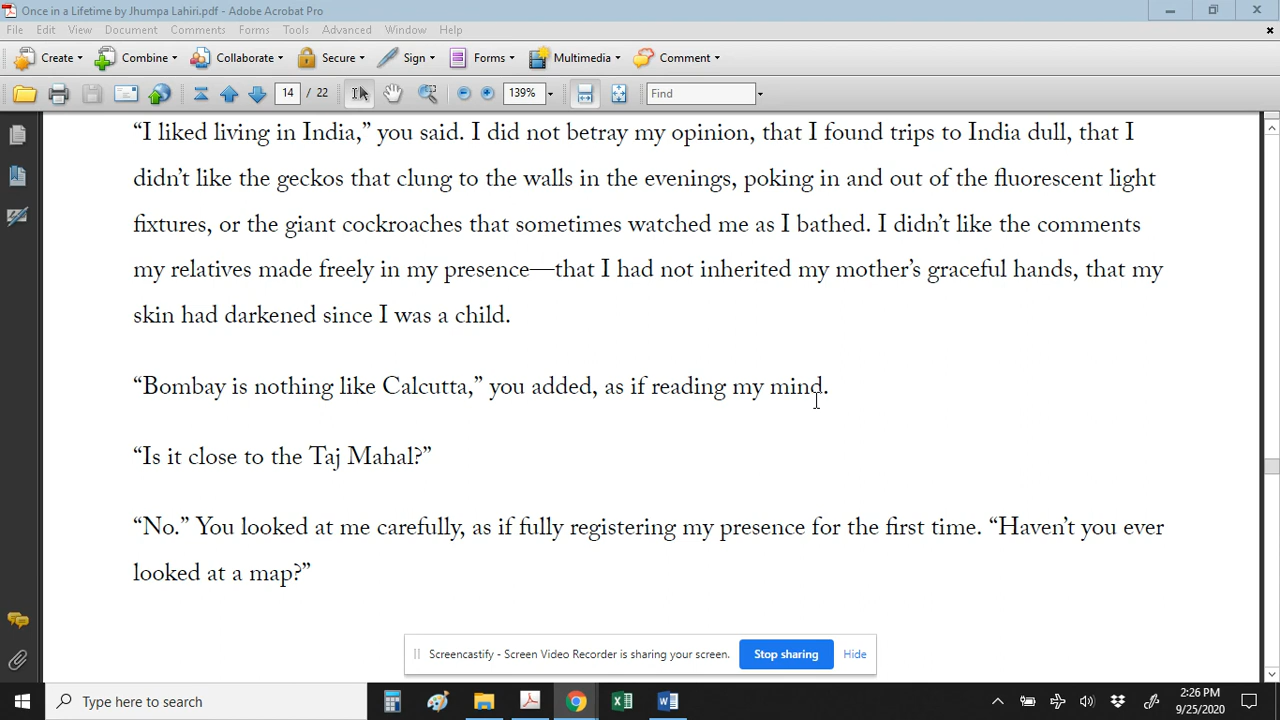 Once in a Lifetime by Jhumpa Lahiri.pdf - Adobe Acrobat Pro
File Edit View Document Comments Forms Tools Advanced Window Help
Create Combine Collaborate Secure Sign Forms Multimedia Comment
14 / 22 139% Find
“I liked living in India,” you said. I did not betray my opinion, that I found trips to India dull, that I
didn’t like the geckos that clung to the walls in the evenings, poking in and out of the fluorescent light
fixtures, or the giant cockroaches that sometimes watched me as I bathed. I didn’t like the comments
my relatives made freely in my presence—that I had not inherited my mother’s graceful hands, that my
skin had darkened since I was a child.
“Bombay is nothing like Calcutta,” you added, as if reading my mind.
“Is it close to the Taj Mahal?”
“No.” You looked at me carefully, as if fully registering my presence for the first time. “Haven’t you ever
looked at a map?”
Screencastify - Screen Video Recorder is sharing your screen. Stop sharing Hide
Type here to search
2:26 PM
9/25/2020